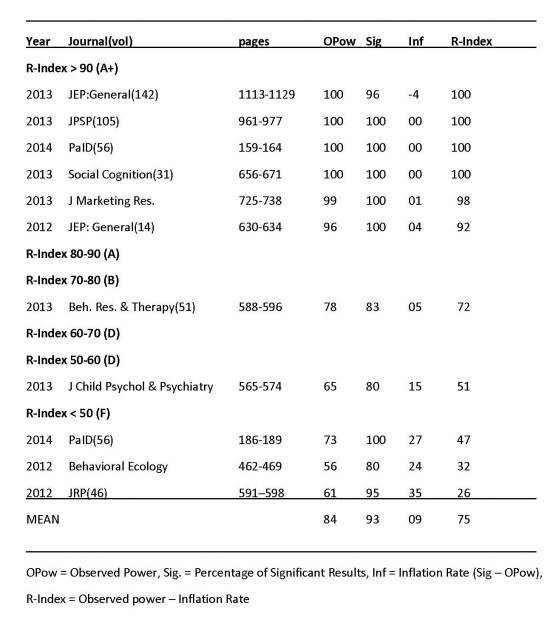 Year Journal(vol) pages OPow Sig Inf R-Index
R-Index > 90 (A+)
2013 JEP:General(142) 1113-1129 100 96 -4 100
2013 JPSP(105) 961-977 100 100 00 100
2014 PaID(56) 159-164 100 100 00 100
2013 Social Cognition(31) 656-671 100 100 00 100
2013 J Marketing Res. 725-738 99 100 01 98
2012 JEP: General(14) 630-634 96 100 04 92
R-Index 80-90 (A)
R-Index 70-80 (B)
2013 Beh. Res. & Therapy(51) 588-596 78 83 05 72
R-Index 60-70 (D)
R-Index 50-60 (D)
2013 J Child Psychol & Psychiatry 565-574 65 80 15 51
R-Index < 50 (F)
2014 PaID(56) 186-189 73 100 27 47
2012 Behavioral Ecology 462-469 56 80 24 32
2012 JRP(46) 591–598 61 95 35 26
MEAN 84 93 09 75
OPow = Observed Power, Sig. = Percentage of Significant Results, Inf = Inflation Rate (Sig – OPow),
R-Index = Observed power – Inflation Rate